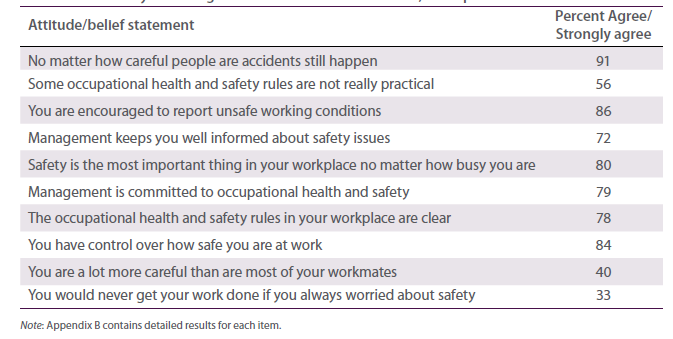 Attitude/belief statement
Percent Agree/
Strongly agree
No matter how careful people are accidents still happen 91
Some occupational health and safety rules are not really practical 56
You are encouraged to report unsafe working conditions 86
Management keeps you well informed about safety issues 72
Safety is the most important thing in your workplace no matter how busy you are 80
Management is committed to occupational health and safety 79
The occupational health and safety rules in your workplace are clear 78
You have control over how safe you are at work 84
You are a lot more careful than are most of your workmates 40
You would never get your work done if you always worried about safety 33
Note: Appendix B contains detailed results for each item.